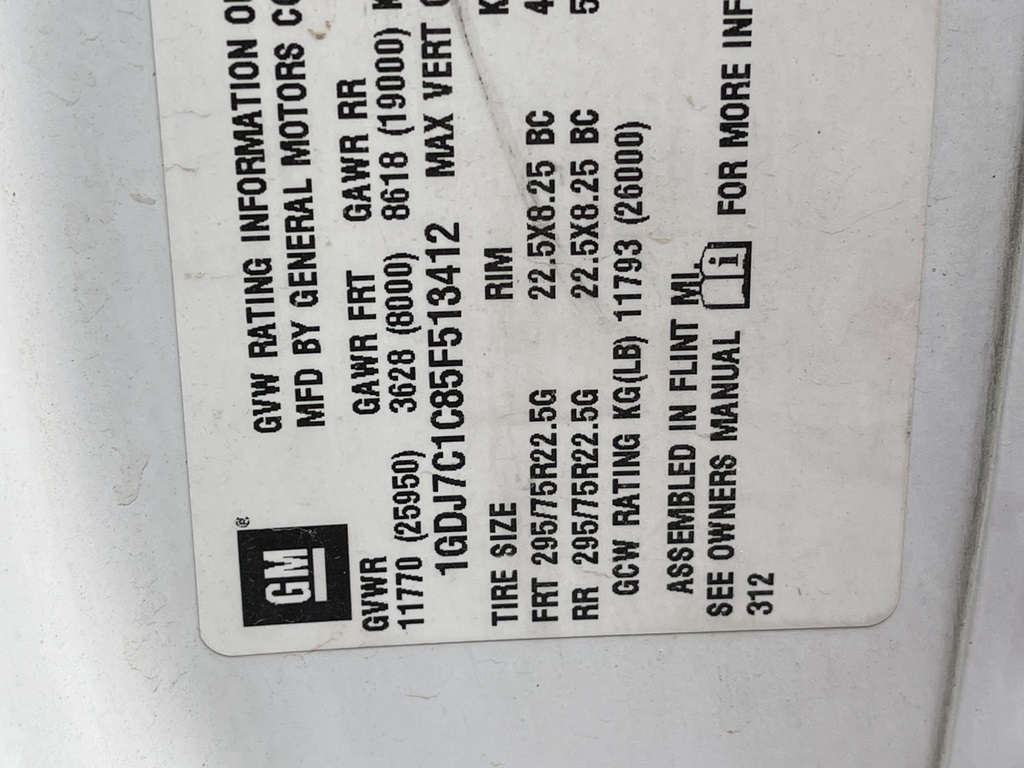 GM
GVW RATING INFORMATION
MFD BY GENERAL MOTORS
GVWR GAWR FRT GAWR RR
11770 (25950) 3628 (8000) 8618 (19000)
1GDJ7C1C85F513412 MAX VERT
TIRE SIZE RIM
FRT 295/75R22.5G 22.5X8.25 BC
RR 295/75R22.5G 22.5X8.25 BC
GCW RATING KG(LB) 11793 (26000)
ASSEMBLED IN FLINT MI.
SEE OWNERS MANUAL i FOR MORE INF
312